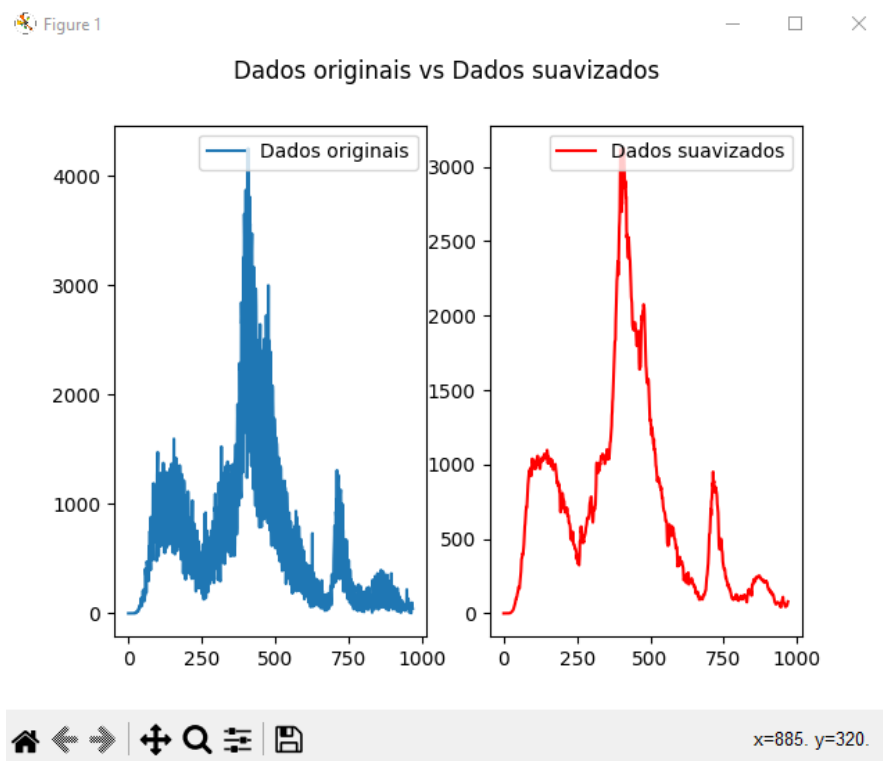 Figure 1
Dados originais vs Dados suavizados
Dados originais
4000
3000
2000
1000
0
0 250 500 750 1000
Dados suavizados
3000
2500
2000
1500
1000
500
0
0 250 500 750 1000
x=885. y=320.